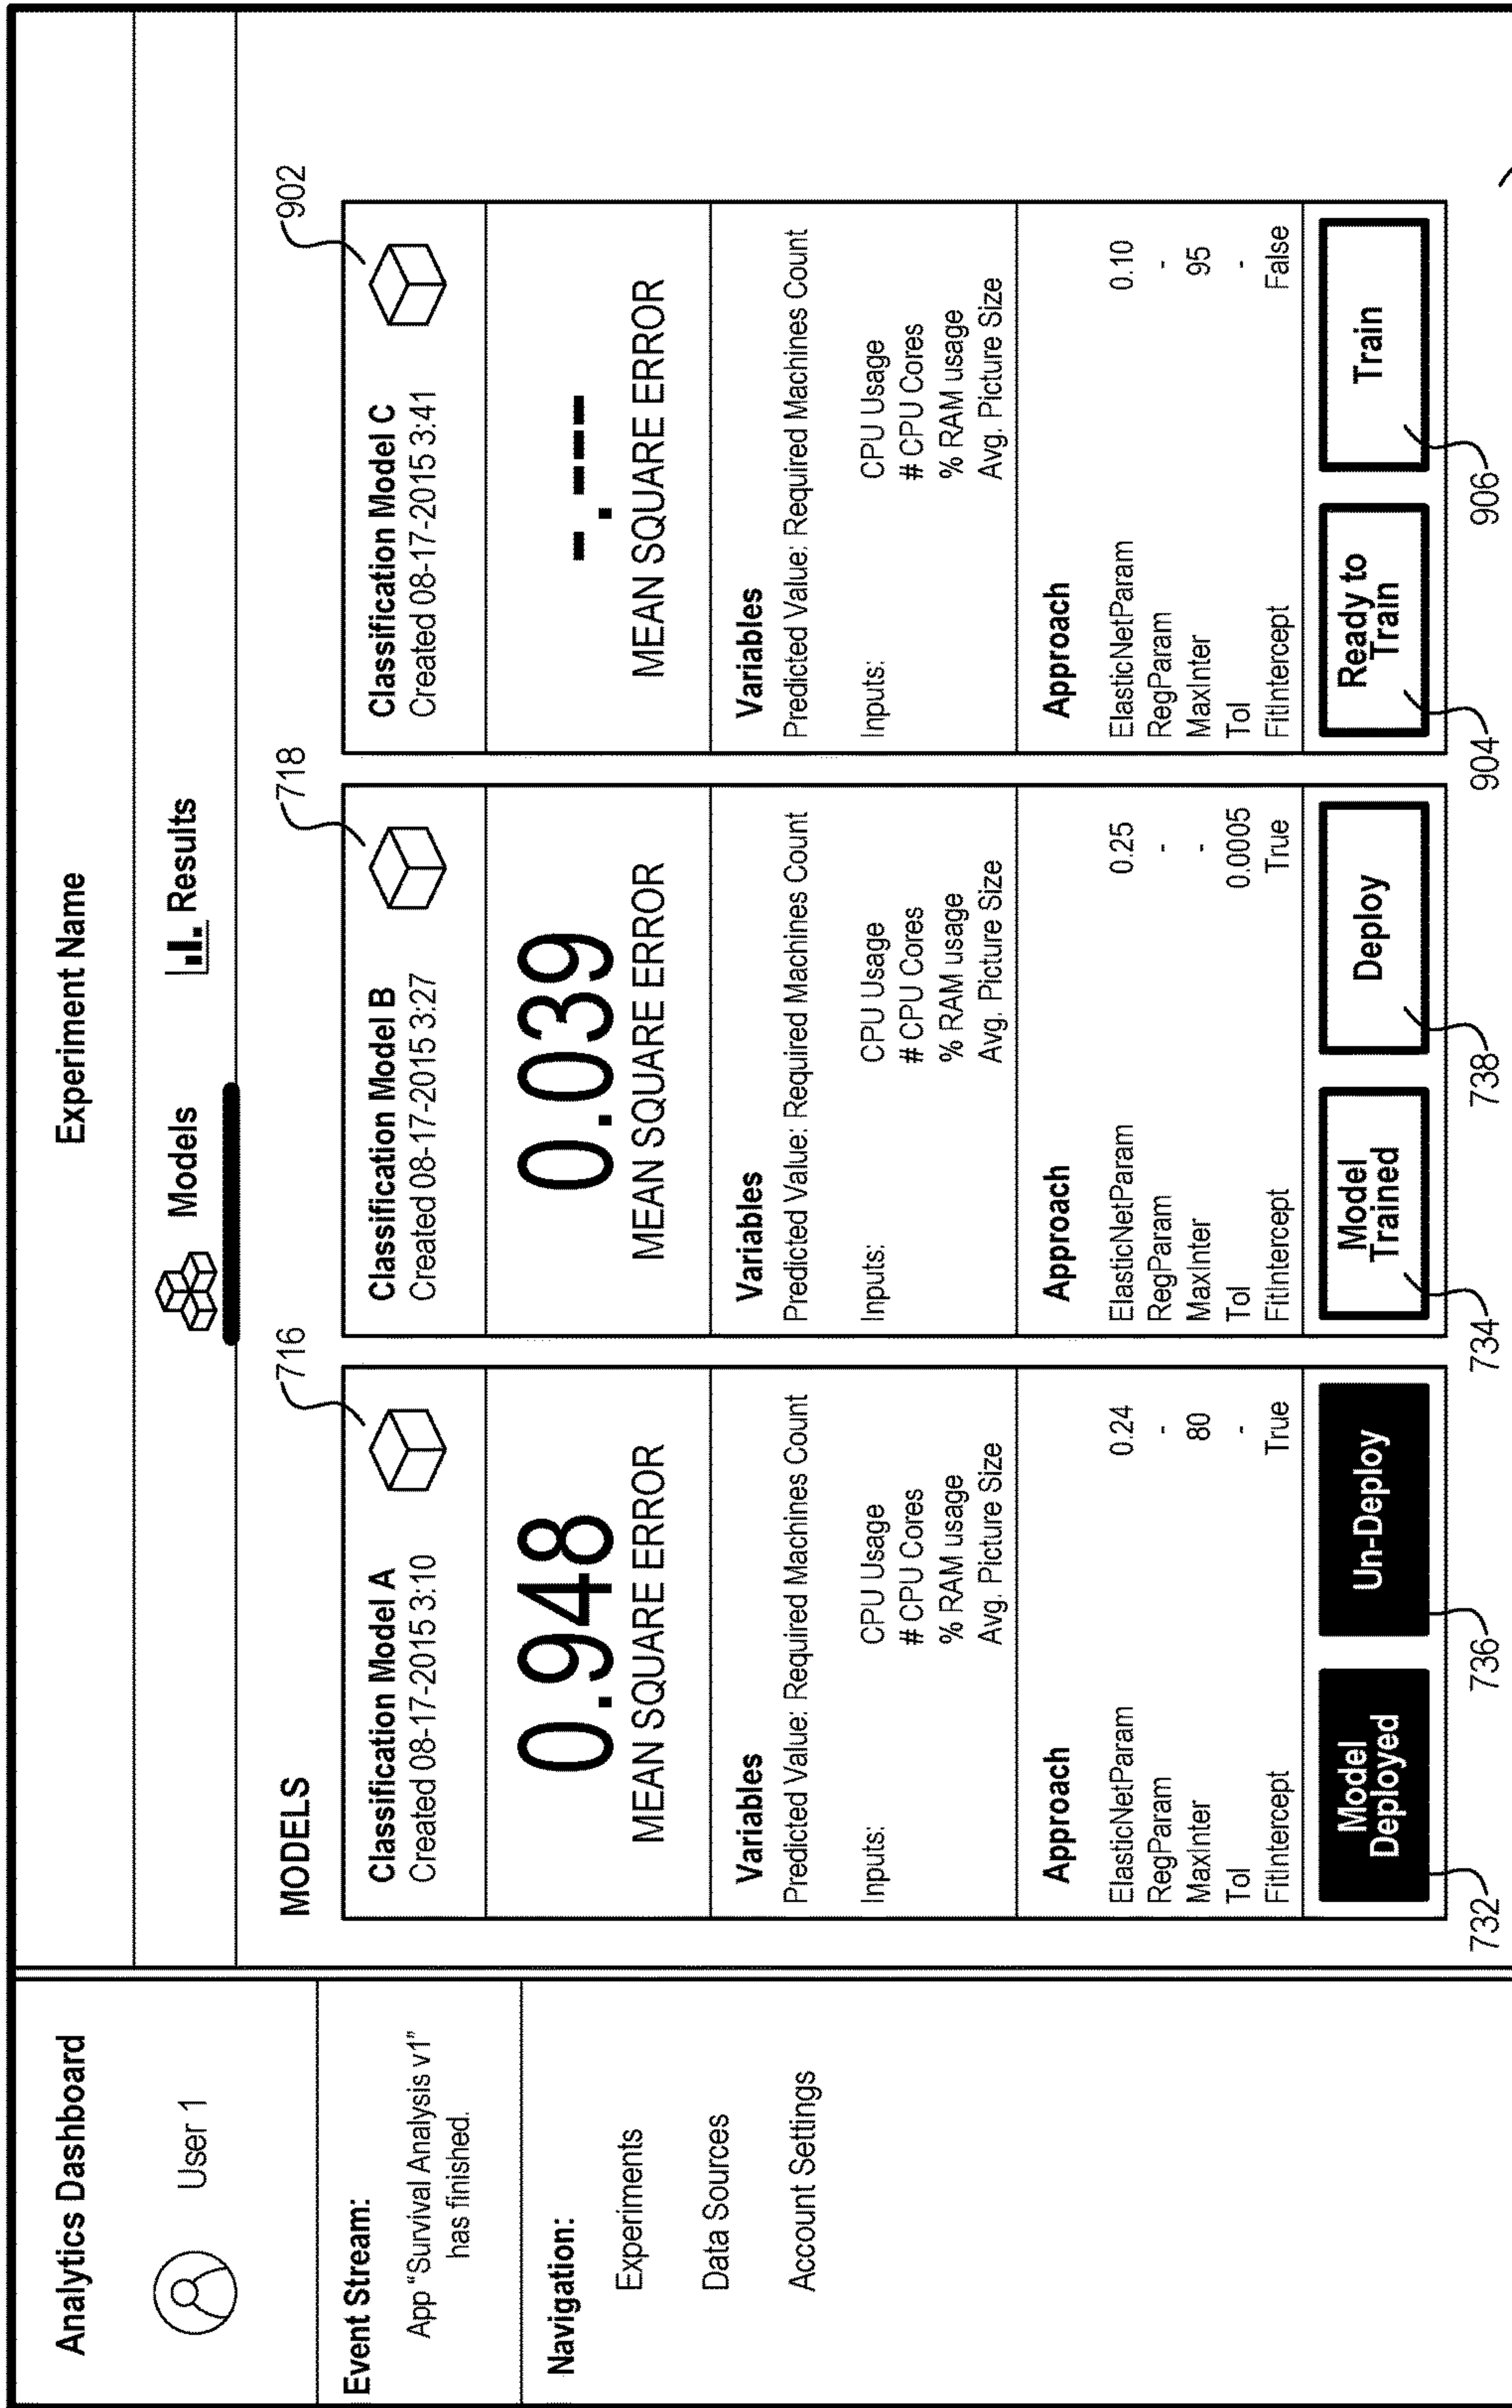 Analytics Dashboard
User 1
Event Stream:
App “Survival Analysis v1”
has finished.
Navigation:
Experiments
Data Sources
Account Settings
Experiment Name
Models
Results
MODELS
716
Classification Model A
Created 08-17-2015 3:10
0.948
MEAN SQUARE ERROR
Variables
Predicted Value: Required Machines Count
Inputs:
CPU Usage
# CPU Cores
% RAM usage
Avg. Picture Size
Approach
ElasticNetParam 0.24
RegParam -
MaxInter 80
Tol -
FitIntercept True
Model
Deployed
Un-Deploy
732
736
718
Classification Model B
Created 08-17-2015 3:27
0.039
MEAN SQUARE ERROR
Variables
Predicted Value: Required Machines Count
Inputs:
CPU Usage
# CPU Cores
% RAM usage
Avg. Picture Size
Approach
ElasticNetParam 0.25
RegParam -
MaxInter -
Tol 0.0005
FitIntercept True
Model
Trained
Deploy
734
738
902
Classification Model C
Created 08-17-2015 3:41
-.---
MEAN SQUARE ERROR
Variables
Predicted Value: Required Machines Count
Inputs:
CPU Usage
# CPU Cores
% RAM usage
Avg. Picture Size
Approach
ElasticNetParam 0.10
RegParam -
MaxInter 95
Tol -
FitIntercept False
Ready to
Train
Train
904
906